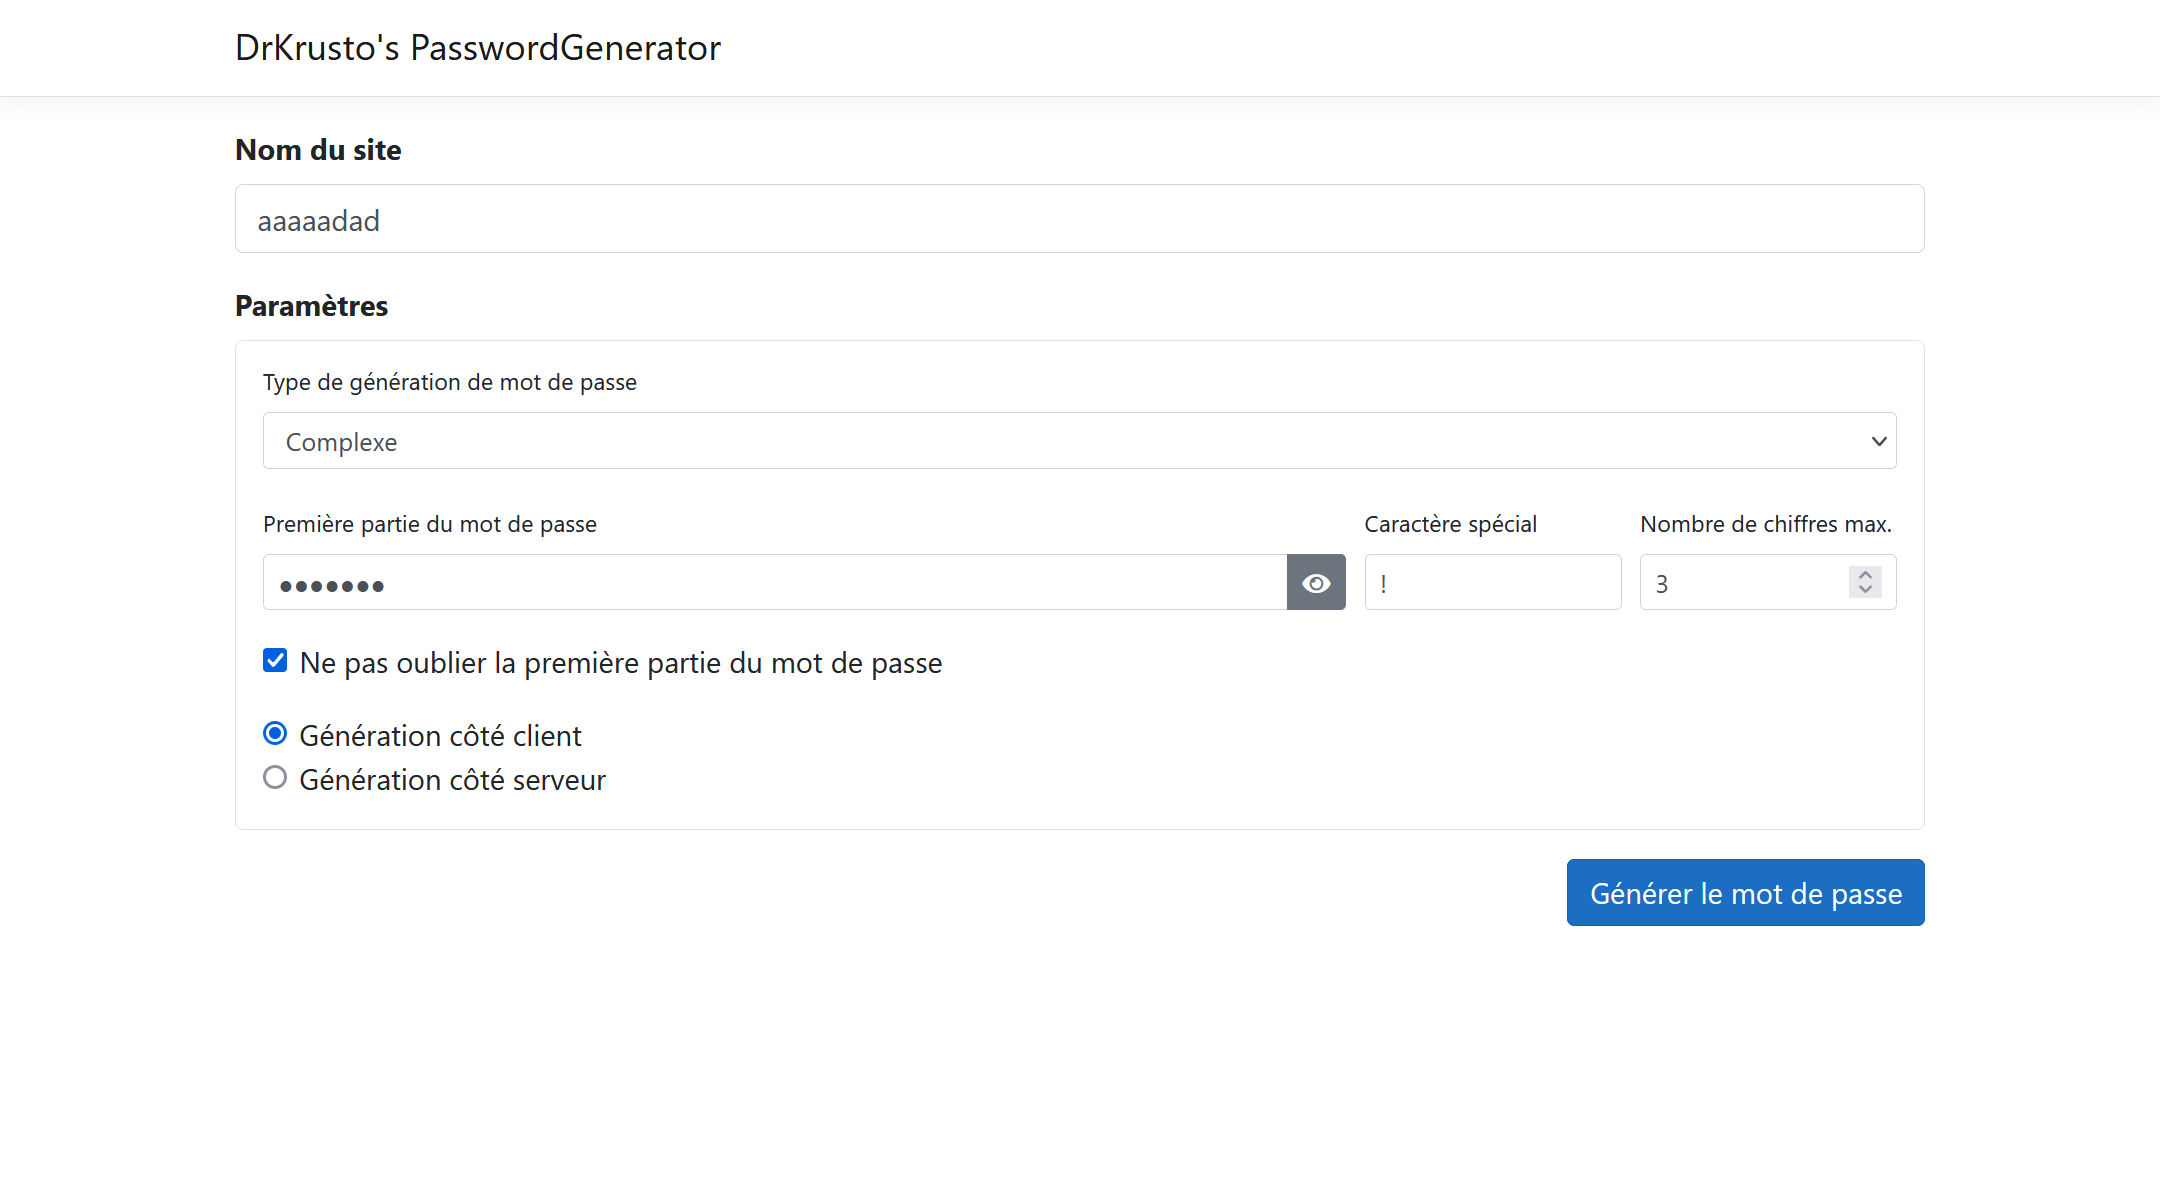 DrKrusto's PasswordGenerator
Nom du site
aaaaadad
Paramètres
Type de génération de mot de passe
Complexe
Première partie du mot de passe
Caractère spécial
Nombre de chiffres max.
•••••••
!
3
Ne pas oublier la première partie du mot de passe
Génération côté client
Génération côté serveur
Générer le mot de passe